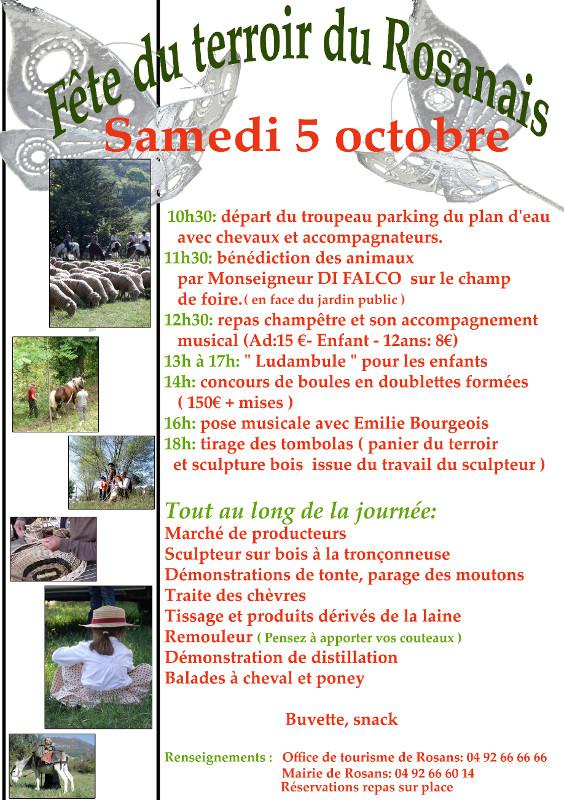 Fête du terroir du Rosanais
Samedi 5 octobre
10h30: départ du troupeau parking du plan d'eau
avec chevaux et accompagnateurs.
11h30: bénédiction des animaux
par Monseigneur DI FALCO sur le champ
de foire.( en face du jardin public )
12h30: repas champêtre et son accompagnement
musical (Ad:15 €- Enfant - 12ans: 8€)
13h à 17h: " Ludambule " pour les enfants
14h: concours de boules en doublettes formées
( 150€ + mises )
16h: pose musicale avec Emilie Bourgeois
18h: tirage des tombolas ( panier du terroir
et sculpture bois issue du travail du sculpteur )
Tout au long de la journée:
Marché de producteurs
Sculpteur sur bois à la tronçonneuse
Démonstrations de tonte, parage des moutons
Traite des chèvres
Tissage et produits dérivés de la laine
Remouleur ( Pensez à apporter vos couteaux )
Démonstration de distillation
Balades à cheval et poney
Buvette, snack
Renseignements : Office de tourisme de Rosans: 04 92 66 66 66
Mairie de Rosans: 04 92 66 60 14
Réservations repas sur place